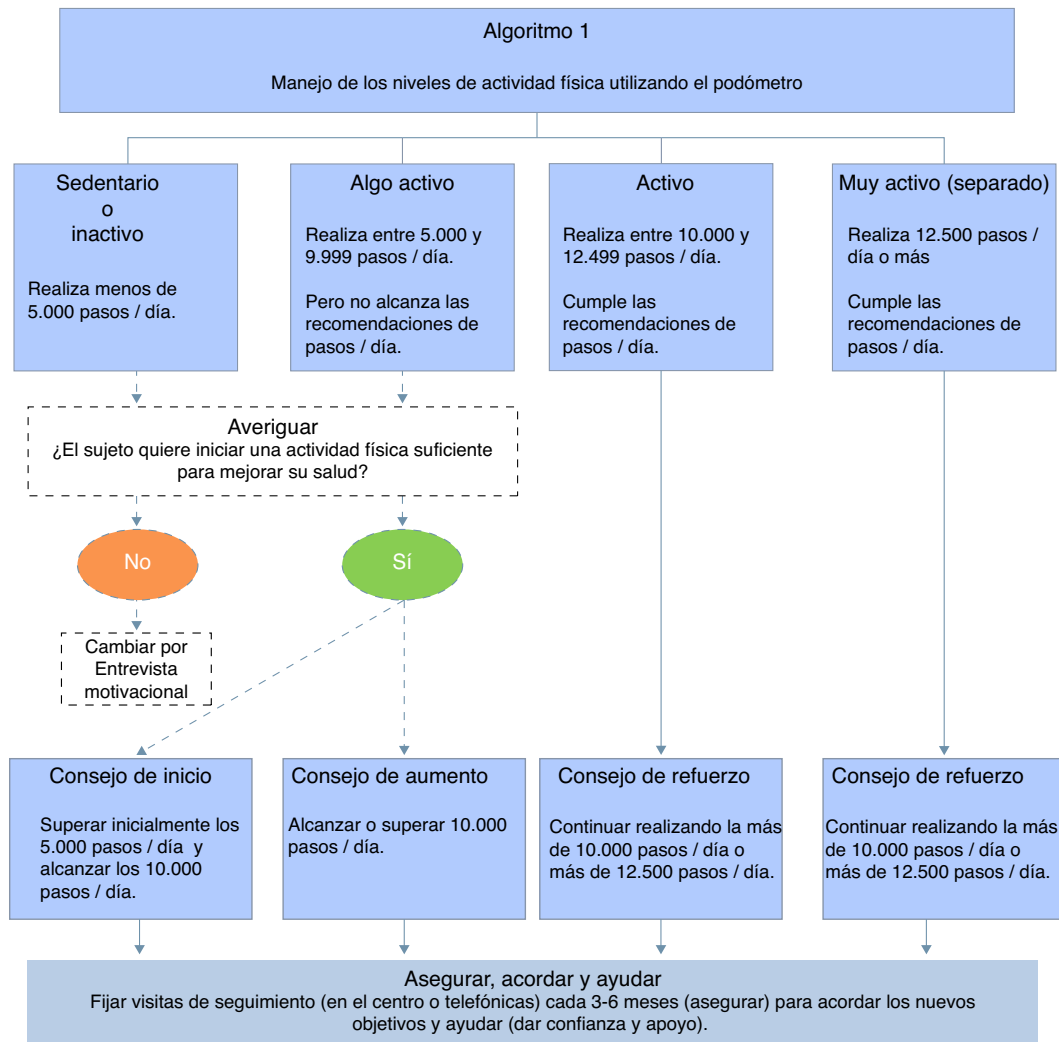 Algoritmo 1
Manejo de los niveles de actividad física utilizando el podómetro
Sedentario
o
inactivo
Realiza menos de
5.000 pasos / día.
Algo activo
Realiza entre 5.000 y
9.999 pasos / día.
Pero no alcanza las
recomendaciones de
pasos / día.
Activo
Realiza entre 10.000 y
12.499 pasos / día.
Cumple las
recomendaciones de
pasos / día.
Muy activo (separado)
Realiza 12.500 pasos /
día o más
Cumple las
recomendaciones de
pasos / día.
Averiguar
¿El sujeto quiere iniciar una actividad física suficiente
para mejorar su salud?
No
Sí
Cambiar por
Entrevista
motivacional
Consejo de inicio
Superar inicialmente los
5.000 pasos / día y
alcanzar los 10.000
pasos / día.
Consejo de aumento
Alcanzar o superar 10.000
pasos / día.
Consejo de refuerzo
Continuar realizando la más
de 10.000 pasos / día o
más de 12.500 pasos / día.
Consejo de refuerzo
Continuar realizando la más
de 10.000 pasos / día o
más de 12.500 pasos / día.
Asegurar, acordar y ayudar
Fijar visitas de seguimiento (en el centro o telefónicas) cada 3-6 meses (asegurar) para acordar los nuevos
objetivos y ayudar (dar confianza y apoyo).